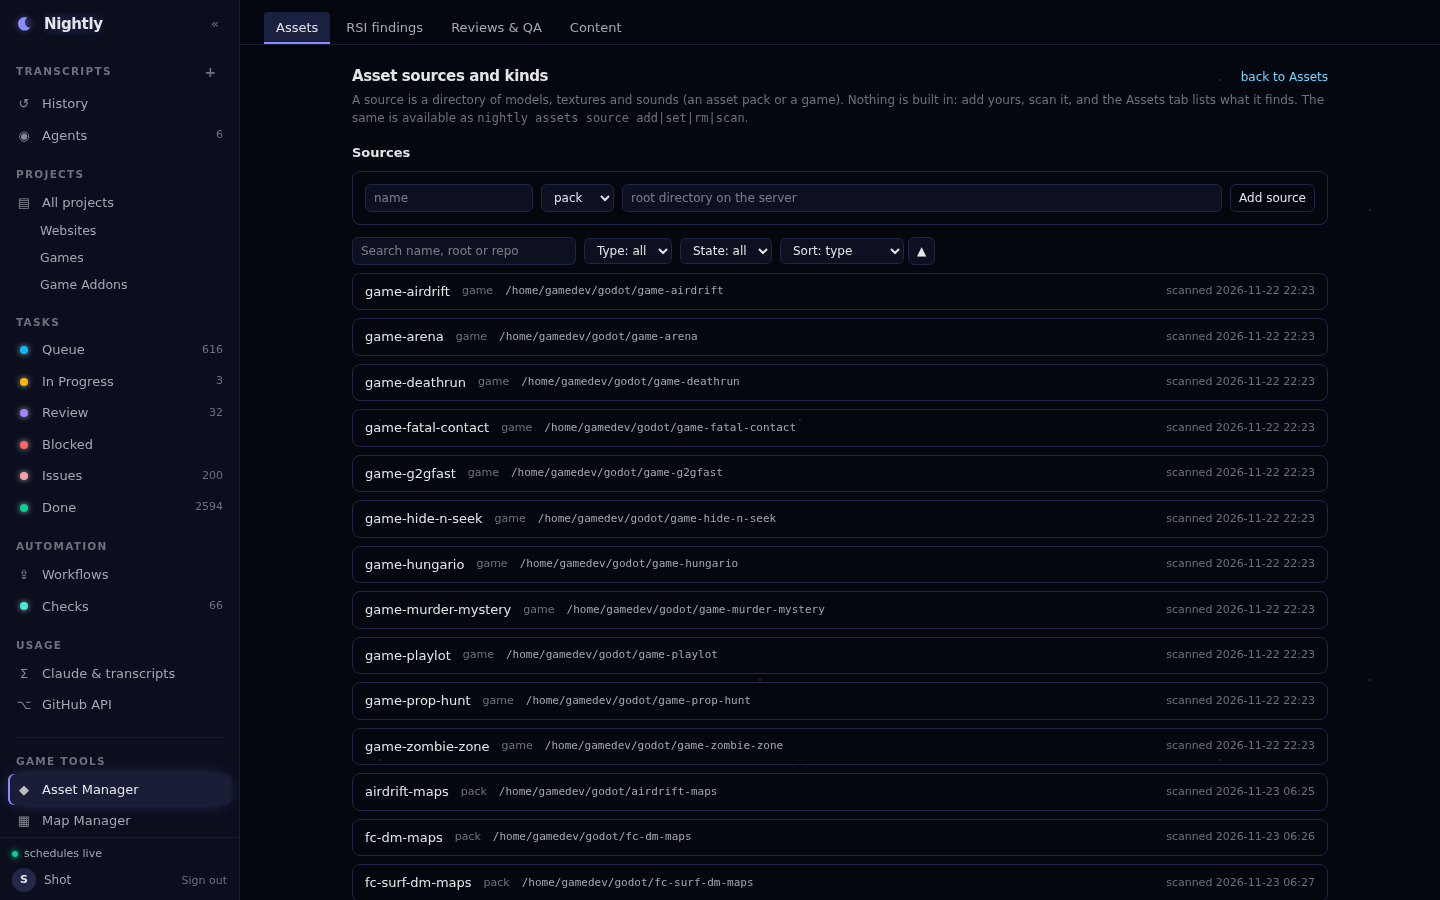 Nightly «
TRANSCRIPTS +
History
Agents 6
PROJECTS
All projects
Websites
Games
Game Addons
TASKS
Queue 616
In Progress 3
Review 32
Blocked
Issues 200
Done 2594
AUTOMATION
Workflows
Checks 66
USAGE
Σ Claude & transcripts
GitHub API
GAME TOOLS
Asset Manager
Map Manager
schedules live
S Shot Sign out
Assets RSI findings Reviews & QA Content
Asset sources and kinds back to Assets
A source is a directory of models, textures and sounds (an asset pack or a game). Nothing is built in: add yours, scan it, and the Assets tab lists what it finds. The
same is available as nightly assets source add|set|rm|scan.
Sources
name pack root directory on the server Add source
Search name, root or repo Type: all State: all Sort: type ▲
game-airdrift game /home/gamedev/godot/game-airdrift scanned 2026-11-22 22:23
game-arena game /home/gamedev/godot/game-arena scanned 2026-11-22 22:23
game-deathrun game /home/gamedev/godot/game-deathrun scanned 2026-11-22 22:23
game-fatal-contact game /home/gamedev/godot/game-fatal-contact scanned 2026-11-22 22:23
game-g2gfast game /home/gamedev/godot/game-g2gfast scanned 2026-11-22 22:23
game-hide-n-seek game /home/gamedev/godot/game-hide-n-seek scanned 2026-11-22 22:23
game-hungario game /home/gamedev/godot/game-hungario scanned 2026-11-22 22:23
game-murder-mystery game /home/gamedev/godot/game-murder-mystery scanned 2026-11-22 22:23
game-playlot game /home/gamedev/godot/game-playlot scanned 2026-11-22 22:23
game-prop-hunt game /home/gamedev/godot/game-prop-hunt scanned 2026-11-22 22:23
game-zombie-zone game /home/gamedev/godot/game-zombie-zone scanned 2026-11-22 22:23
airdrift-maps pack /home/gamedev/godot/airdrift-maps scanned 2026-11-23 06:25
fc-dm-maps pack /home/gamedev/godot/fc-dm-maps scanned 2026-11-23 06:26
fc-surf-dm-maps pack /home/gamedev/godot/fc-surf-dm-maps scanned 2026-11-23 06:27